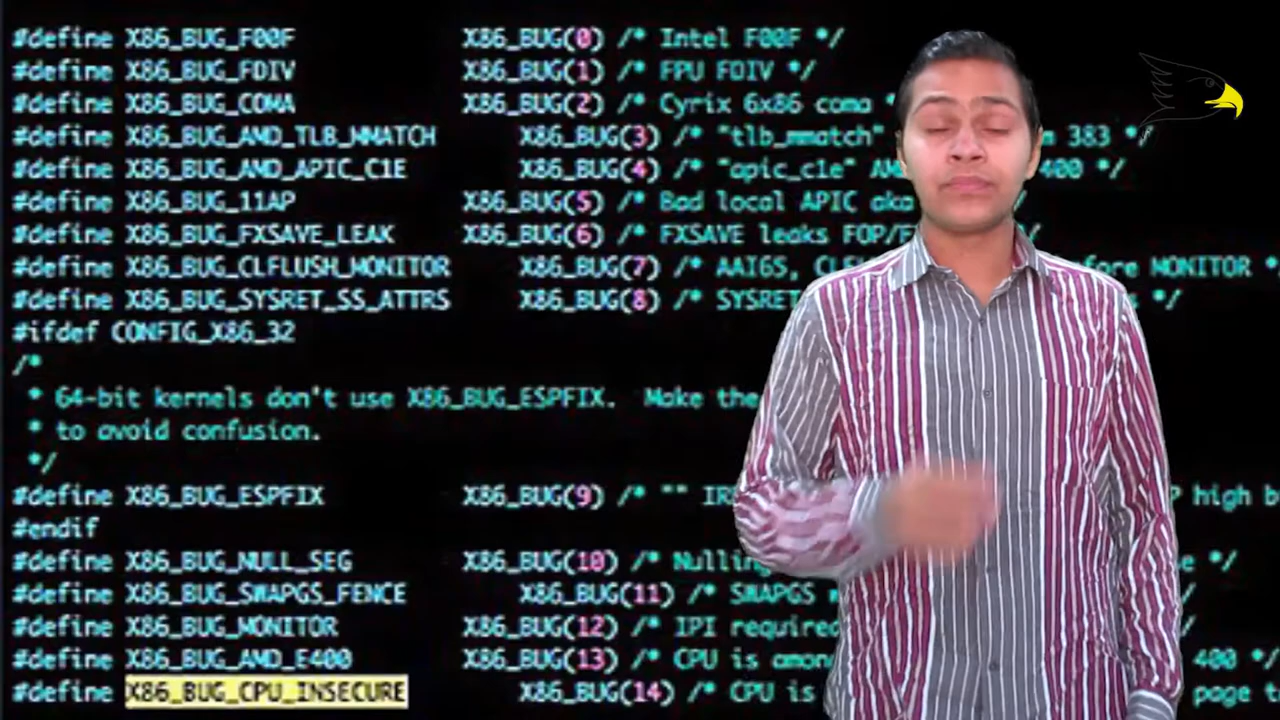 #define X86_BUG_F00F X86_BUG(0) /* Intel F00F */
#define X86_BUG_FDIV X86_BUG(1) /* FPU FDIV */
#define X86_BUG_COMA X86_BUG(2) /* Cyrix 6x86 coma *
#define X86_BUG_AMD_TLB_MMATCH X86_BUG(3) /* "tlb_mmatch" 383 */
#define X86_BUG_AMD_APIC_C1E X86_BUG(4) /* "apic_c1e" 400 */
#define X86_BUG_11AP X86_BUG(5) /* Bad local APIC aka /
#define X86_BUG_FXSAVE_LEAK X86_BUG(6) /* FXSAVE leaks /
#define X86_BUG_CLFLUSH_MONITOR X86_BUG(7) /* AAI65, MONITOR *
#define X86_BUG_SYSRET_SS_ATTRS X86_BUG(8) /* SYSRET */
#ifdef CONFIG_X86_32
/*
* 64-bit kernels don't use X86_BUG_ESPFIX. Make the
* to avoid confusion.
*/
#define X86_BUG_ESPFIX X86_BUG(9) /* "" high
#endif
#define X86_BUG_NULL_SEG X86_BUG(10) /* Nulling */
#define X86_BUG_SWAPGS_FENCE X86_BUG(11) /* SWAPGS /
#define X86_BUG_MONITOR X86_BUG(12) /* IPI required /
#define X86_BUG_AMD_E400 X86_BUG(13) /* CPU is 400 */
#define X86_BUG_CPU_INSECURE X86_BUG(14) /* CPU is page